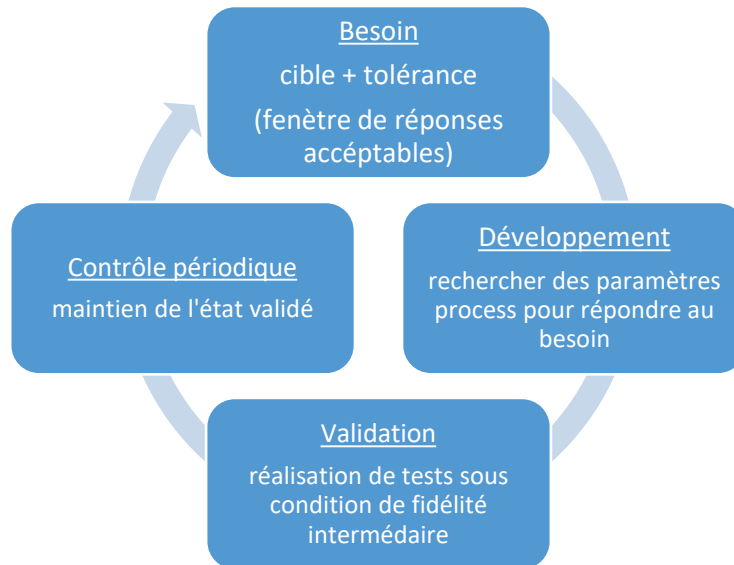 Besoin
cible + tolérance
(fenètre de réponses
accéptables)
Développement
rechercher des paramètres
process pour répondre au
besoin
Validation
réalisation de tests sous
condition de fidélité
intermédaire
Contrôle périodique
maintien de l'état validé